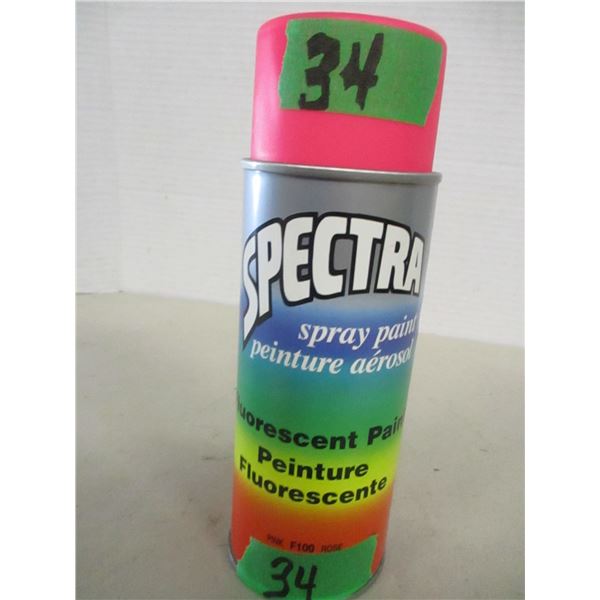 34
SPECTRA
spray paint
peinture aérosol
Fluorescent Paint
Peinture
Fluorescente
PINK F100 ROSE
34